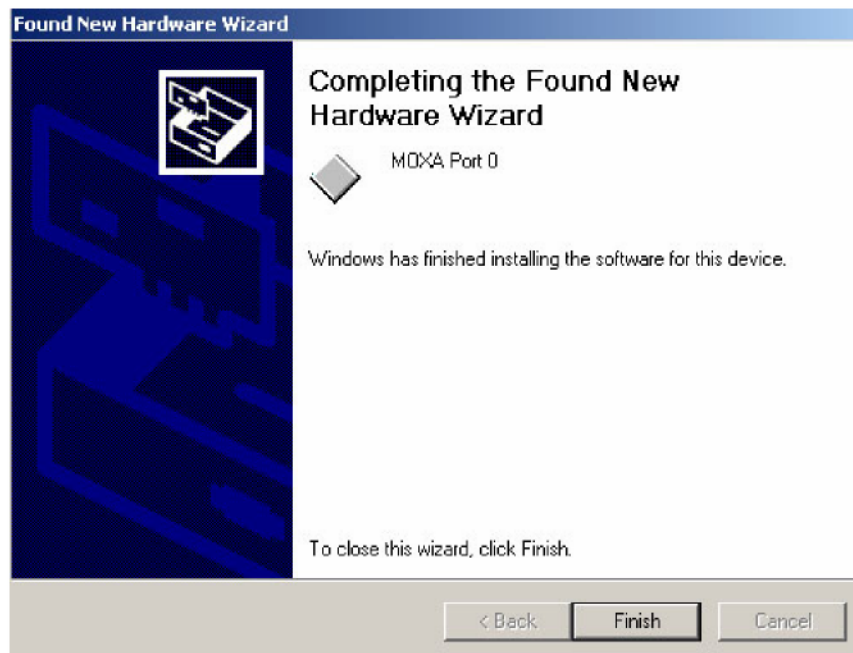 Found New Hardware Wizard
Completing the Found New
Hardware Wizard
MOXA Port 0
Windows has finished installing the software for this device.
To close this wizard, click Finish.
< Back Finish Cancel